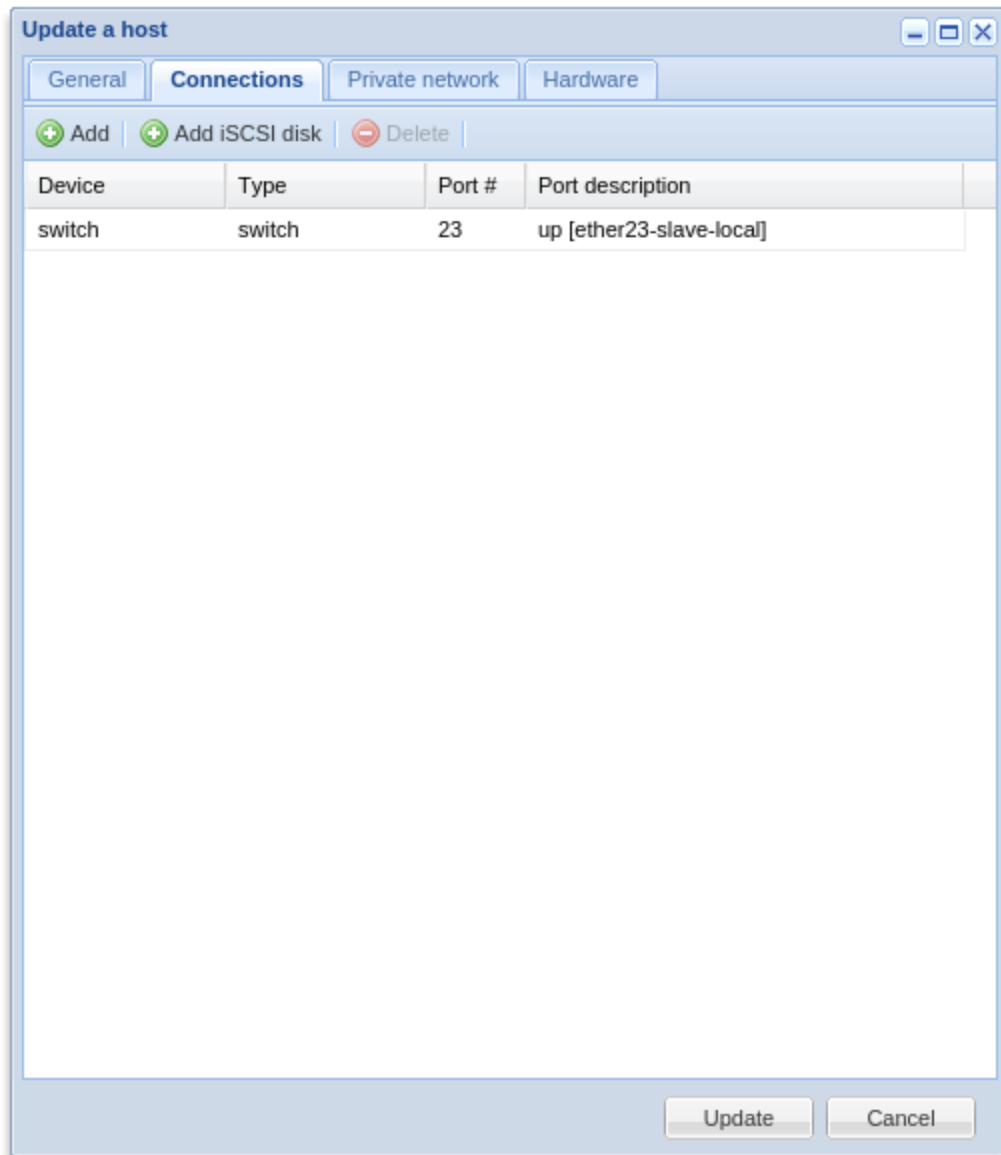 Update a host
General Connections Private network Hardware
Add Add iSCSI disk Delete
Device Type Port # Port description
switch switch 23 up [ether23-slave-local]
Update Cancel